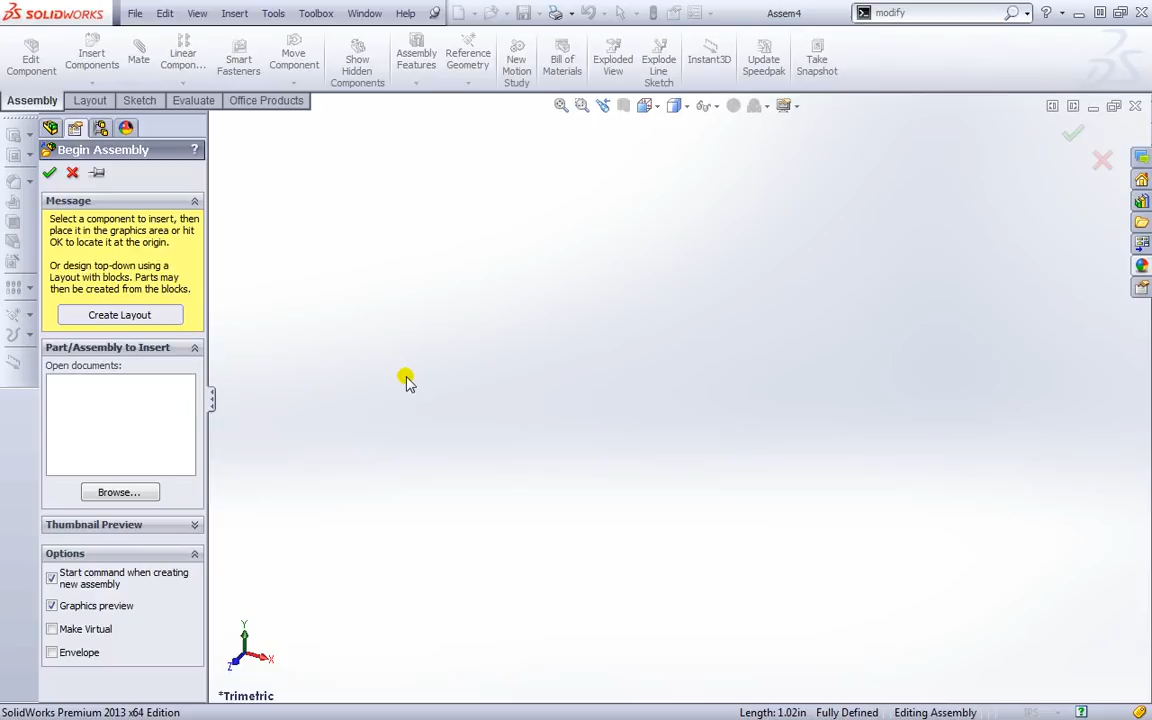 SOLIDWORKS File Edit View Insert Tools Toolbox Window Help Assem4 modify
Edit Component
Insert Components
Mate
Linear Compon...
Smart Fasteners
Move Component
Show Hidden Components
Assembly Features
Reference Geometry
New Motion Study
Bill of Materials
Exploded View
Explode Line Sketch
Instant3D
Update Speedpak
Take Snapshot
Assembly Layout Sketch Evaluate Office Products
Begin Assembly ?
Message
Select a component to insert, then
place it in the graphics area or hit
OK to locate it at the origin.
Or design top-down using a
Layout with blocks. Parts may
then be created from the blocks.
Create Layout
Part/Assembly to Insert
Open documents:
Browse...
Thumbnail Preview
Options
Start command when creating
new assembly
Graphics preview
Make Virtual
Envelope
Y
X
Z
*Trimetric
SolidWorks Premium 2013 x64 Edition Length: 1.02in Fully Defined Editing Assembly IPS